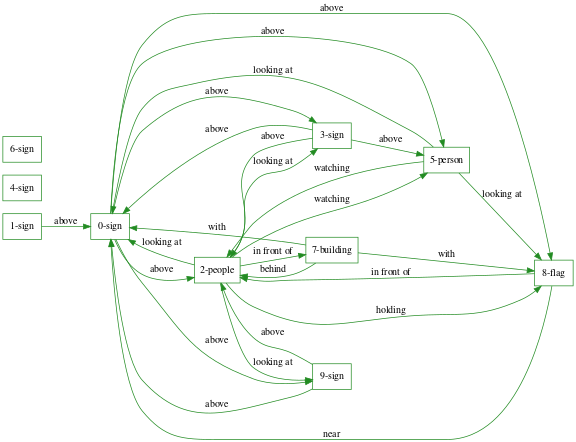 above
above
looking at
above
6-sign
above
above
3-sign
above
looking at
5-person
4-sign
watching
looking at
watching
1-sign
above
0-sign
with
looking at
in front of
7-building
with
above
2-people
behind
in front of
8-flag
holding
above
above
looking at
9-sign
above
near